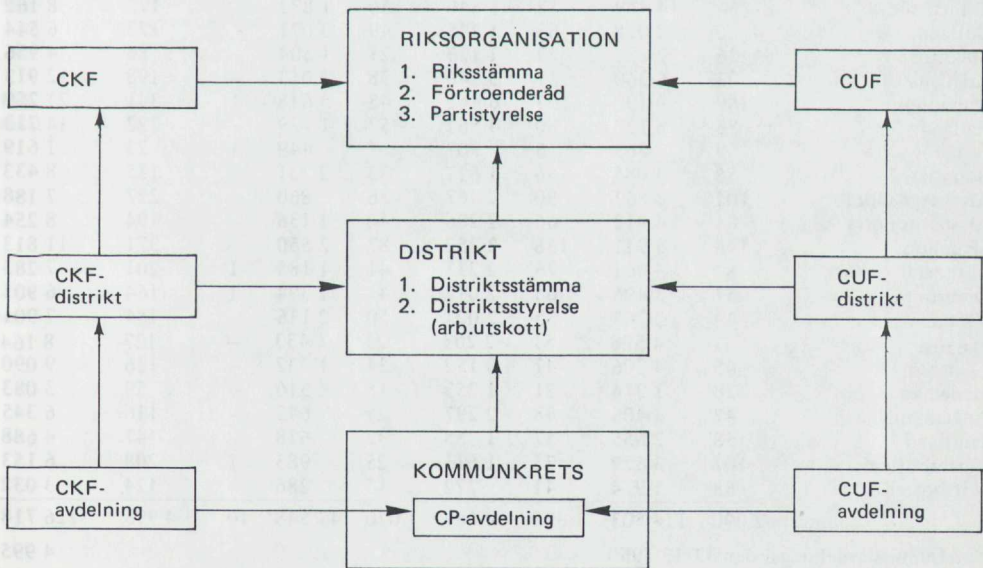 RIKSORGANISATION
1. Riksstämma
2. Förtroenderåd
3. Partistyrelse
CKF
CUF
DISTRIKT
1. Distriktsstämma
2. Distriktsstyrelse
(arb.utskott)
CKF-
distrikt
CUF-
distrikt
KOMMUNKRETS
CP-avdelning
CKF-
avdelning
CUF-
avdelning